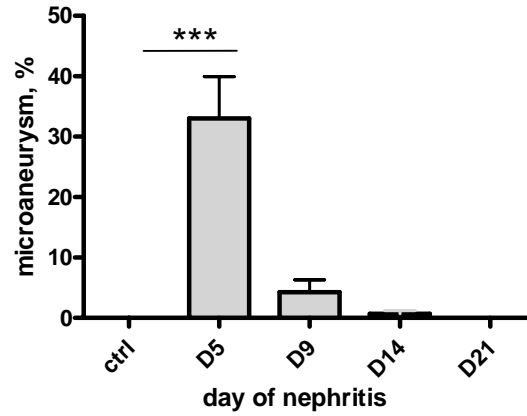 ***
microaneurysm, %
50
40
30
20
10
0
ctrl
D5
D9
D14
D21
day of nephritis